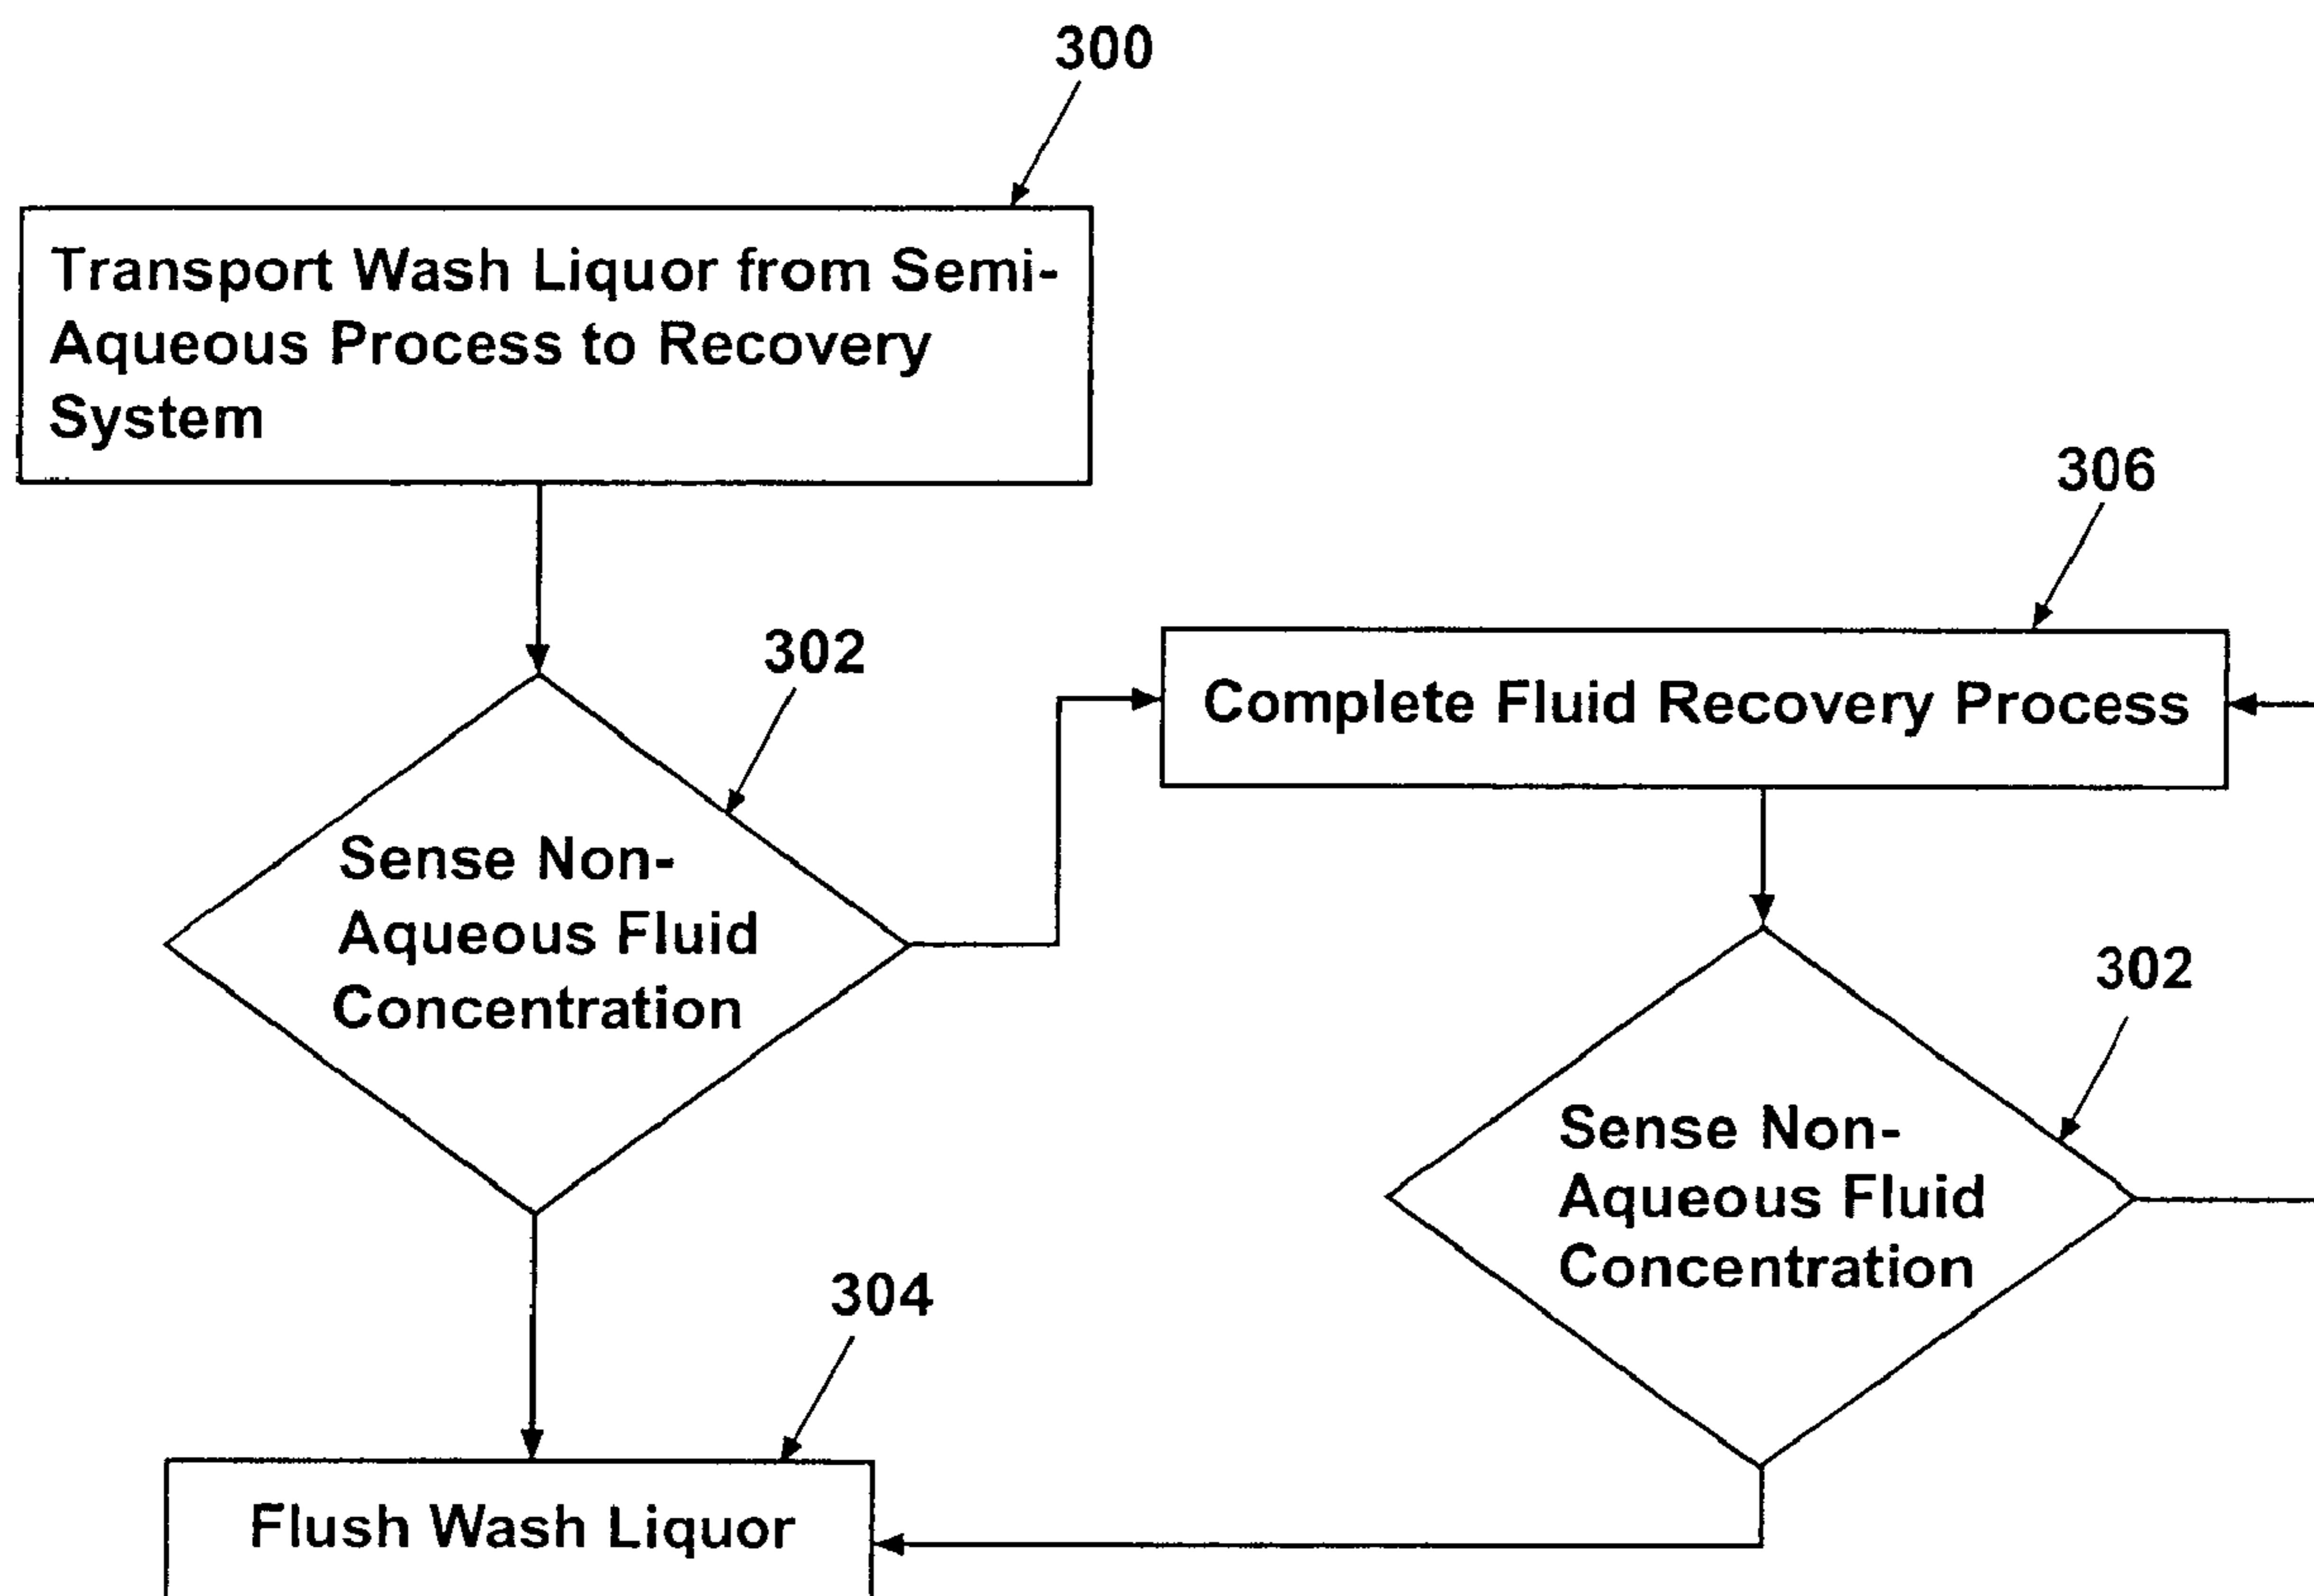 300
Transport Wash Liquor from Semi-
Aqueous Process to Recovery
System
306
302
Complete Fluid Recovery Process
Sense Non-
Aqueous Fluid
Concentration
302
Sense Non-
Aqueous Fluid
Concentration
304
Flush Wash Liquor